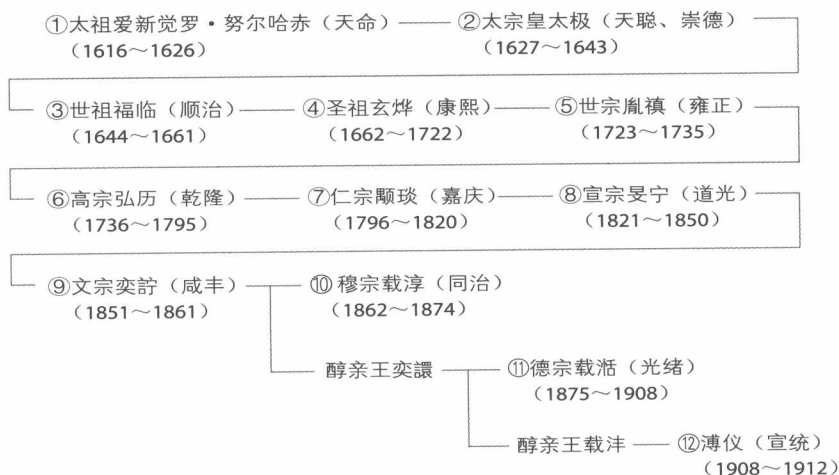 ①太祖爱新觉罗·努尔哈赤（天命） ②太宗皇太极（天聪、崇德）
（1616～1626） （1627～1643）
③世祖福临（顺治） ④圣祖玄烨（康熙） ⑤世宗胤禛（雍正）
（1644～1661） （1662～1722） （1723～1735）
⑥高宗弘历（乾隆） ⑦仁宗颙琰（嘉庆） ⑧宣宗旻宁（道光）
（1736～1795） （1796～1820） （1821～1850）
⑨文宗奕詝（咸丰） ⑩穆宗载淳（同治）
（1851～1861） （1862～1874）
醇亲王奕譞 ⑪德宗载湉（光绪）
（1875～1908）
醇亲王载沣 ⑫溥仪（宣统）
（1908～1912）